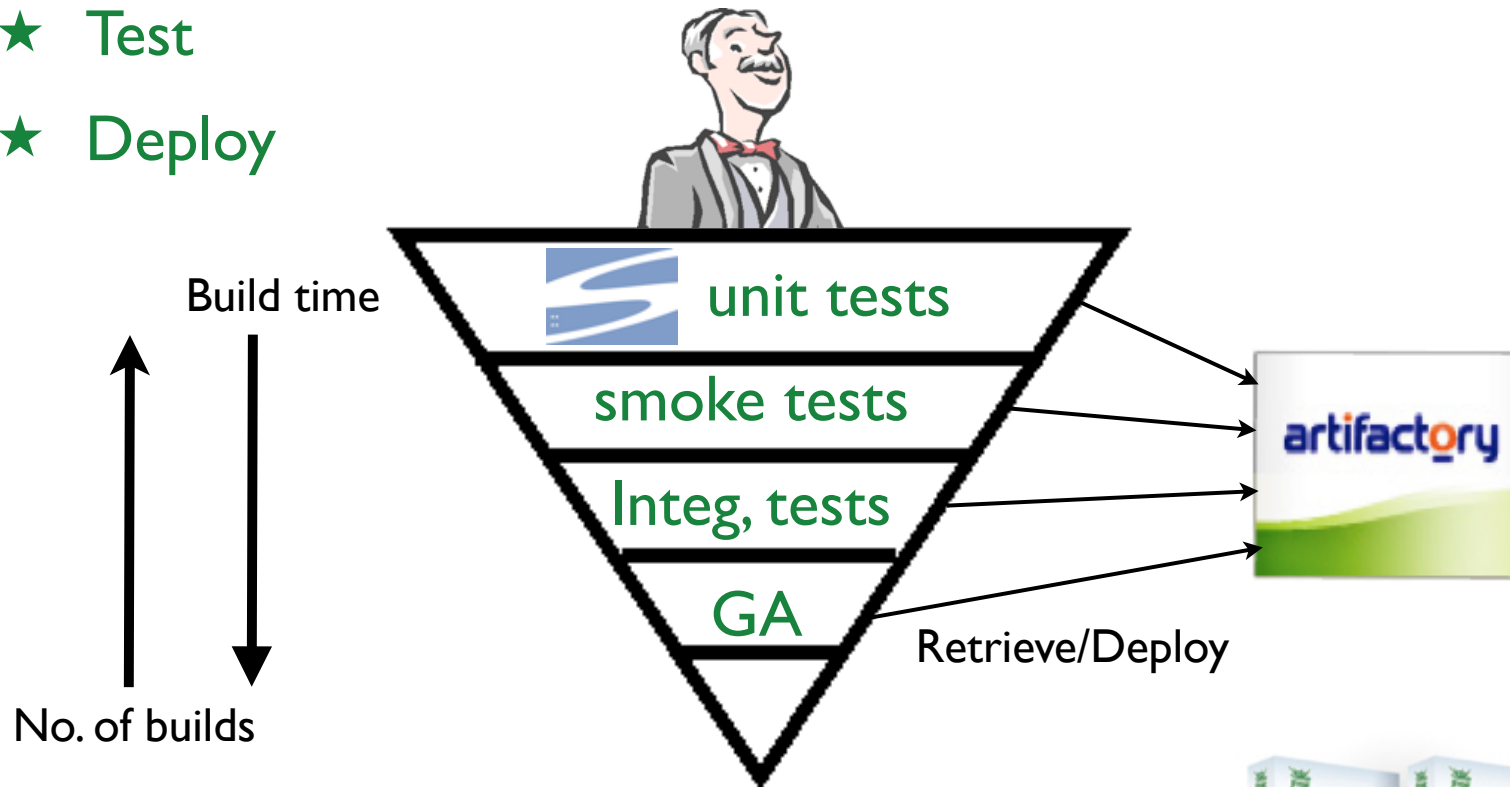 ★ Test
★ Deploy
Build time
unit tests
smoke tests
artifactory
Integ, tests
GA
Retrieve/Deploy
No. of builds